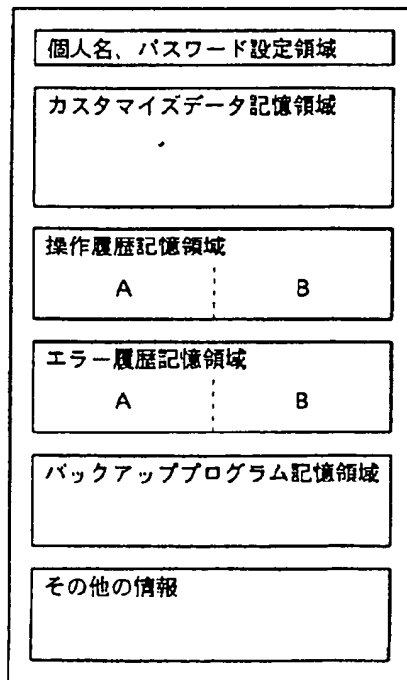 個人名、パスワード設定領域
カスタマイズデータ記憶領域
操作履歴記憶領域
A B
エラー履歴記憶領域
A B
バックアッププログラム記憶領域
その他の情報